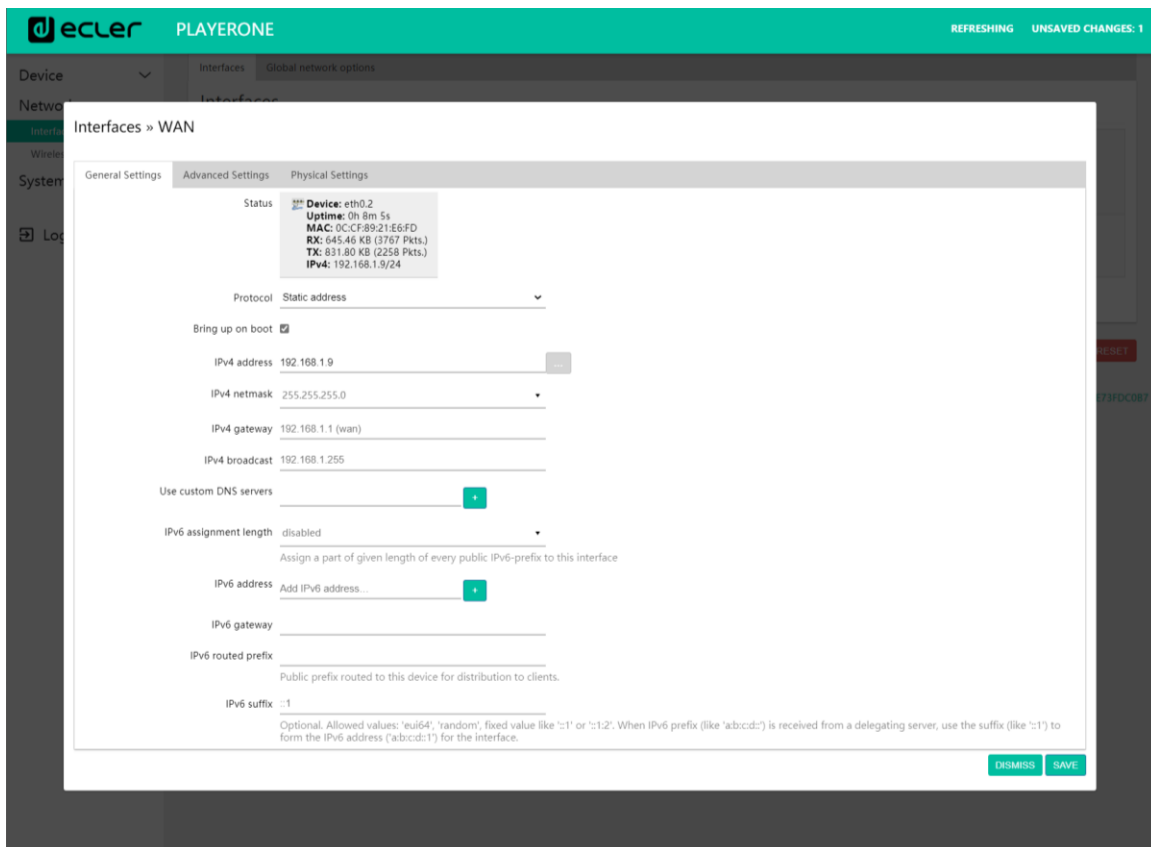 ecler PLAYERONE REFRESHING UNSAVED CHANGES: 1
Device
Interfaces Global network options
Interfaces
Interfaces » WAN
System
General Settings Advanced Settings Physical Settings
Status
Device: eth0.2
Uptime: 0h 8m 5s
MAC: 0C:CF:89:21:E6:FD
RX: 645.46 KB (3767 Pkts.)
TX: 831.80 KB (2258 Pkts.)
IPv4: 192.168.1.9/24
Protocol Static address
Bring up on boot
IPv4 address 192.168.1.9 ...
RESET
IPv4 netmask 255.255.255.0
E73FDC0B7
IPv4 gateway 192.168.1.1 (wan)
IPv4 broadcast 192.168.1.255
Use custom DNS servers +
IPv6 assignment length disabled
Assign a part of given length of every public IPv6-prefix to this interface
IPv6 address Add IPv6 address... +
IPv6 gateway
IPv6 routed prefix
Public prefix routed to this device for distribution to clients.
IPv6 suffix ::1
Optional. Allowed values: 'eui64', 'random', fixed value like '::1' or '::1:2'. When IPv6 prefix (like 'a:b:c:d::') is received from a delegating server, use the suffix (like '::1') to
form the IPv6 address ('a:b:c:d::1') for the interface.
DISMISS SAVE